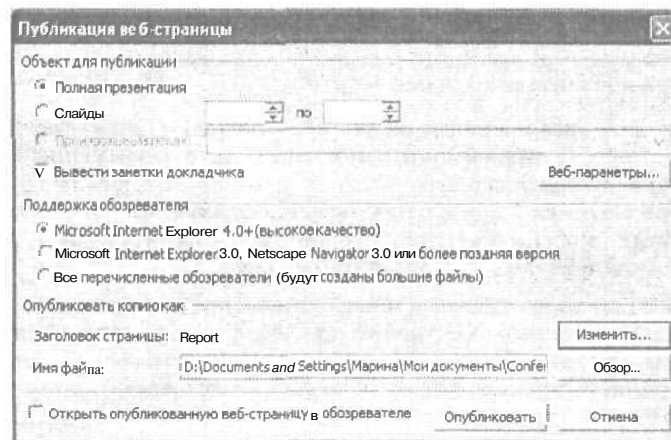 Публикация веб-страницы
Объект для публикации
Полная презентация
Слайды по
Вывести заметки докладчика Веб-параметры...
Поддержка обозревателя
Microsoft Internet Explorer 4.0+(высокое качество)
Microsoft Internet Explorer 3.0, Netscape Navigator 3.0 или более поздняя версия
Все перечисленные обозреватели (будут созданы большие файлы)
Опубликовать копию как
Заголовок страницы: Report Изменить...
Имя файла: D:\Documents and Settings\Марина\Мои документы\Confer Обзор...
Открыть опубликованную веб-страницу в обозревателе Опубликовать Отмена